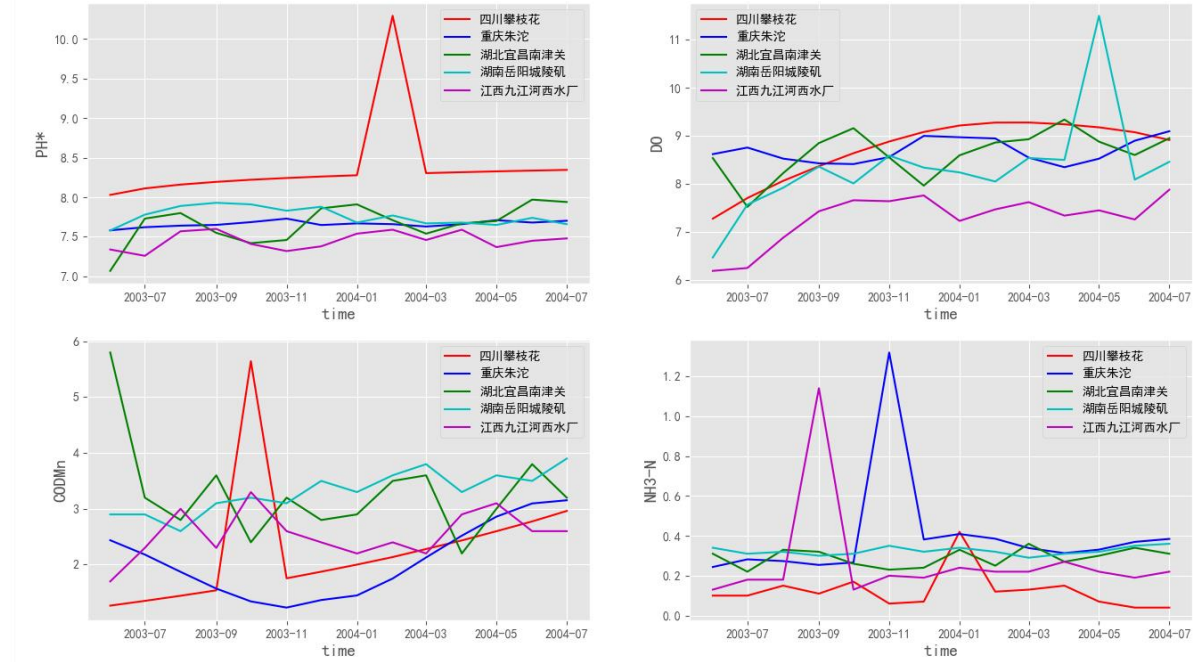 四川攀枝花
重庆朱沱
湖北宜昌南津关
湖南岳阳城陵矶
江西九江河西水厂
PH*
10.0
9.5
9.0
8.5
8.0
7.5
7.0
2003-07 2003-09 2003-11 2004-01 2004-03 2004-05 2004-07
time
四川攀枝花
重庆朱沱
湖北宜昌南津关
湖南岳阳城陵矶
江西九江河西水厂
DO
11
10
9
8
7
6
2003-07 2003-09 2003-11 2004-01 2004-03 2004-05 2004-07
time
四川攀枝花
重庆朱沱
湖北宜昌南津关
湖南岳阳城陵矶
江西九江河西水厂
CODMn
6
5
4
3
2
2003-07 2003-09 2003-11 2004-01 2004-03 2004-05 2004-07
time
四川攀枝花
重庆朱沱
湖北宜昌南津关
湖南岳阳城陵矶
江西九江河西水厂
NH3-N
1.2
1.0
0.8
0.6
0.4
0.2
0.0
2003-07 2003-09 2003-11 2004-01 2004-03 2004-05 2004-07
time